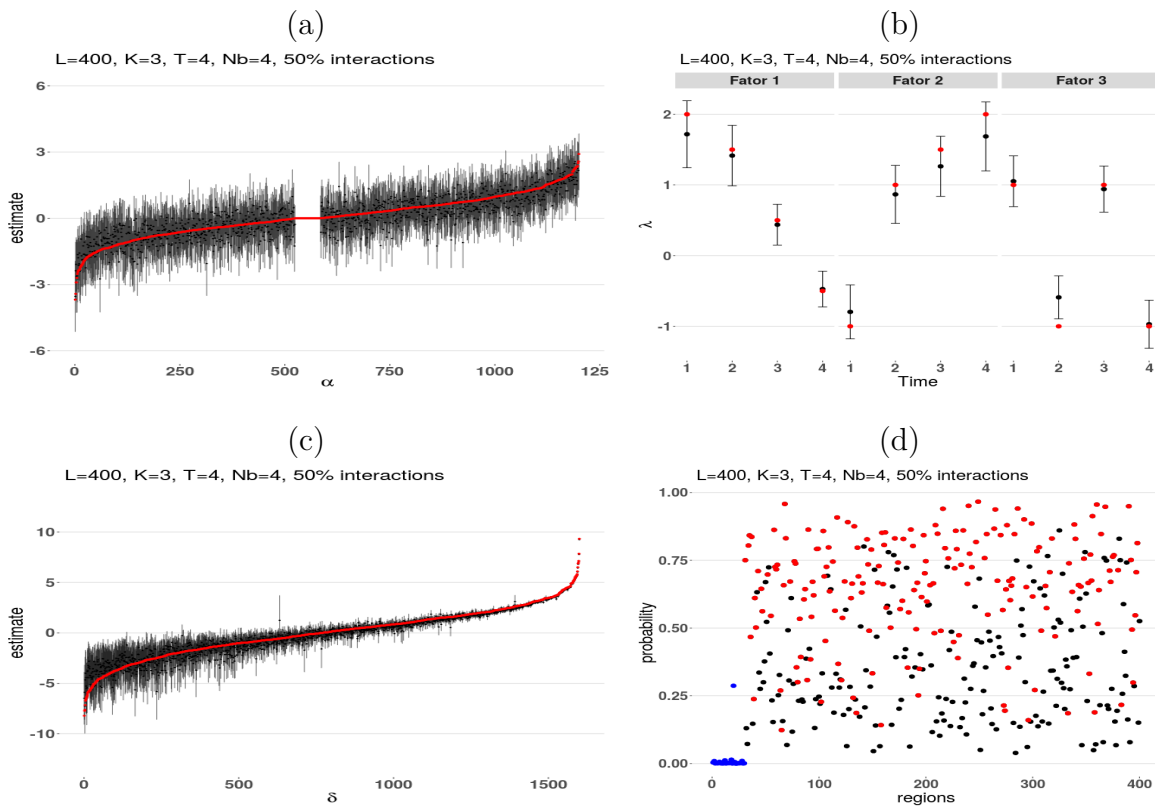 (a)
L=400, K=3, T=4, Nb=4, 50% interactions
6
3
0
-3
-6
estimate
0 250 500 750 1000 125
α
(b)
L=400, K=3, T=4, Nb=4, 50% interactions
Fator 1 Fator 2 Fator 3
2
1
0
-1
λ
1 2 3 4 1 2 3 4 1 2 3 4
Time
(c)
L=400, K=3, T=4, Nb=4, 50% interactions
10
5
0
-5
-10
estimate
0 500 1000 1500
δ
(d)
L=400, K=3, T=4, Nb=4, 50% interactions
1.00
0.75
0.50
0.25
0.00
probability
0 100 200 300 400
regions